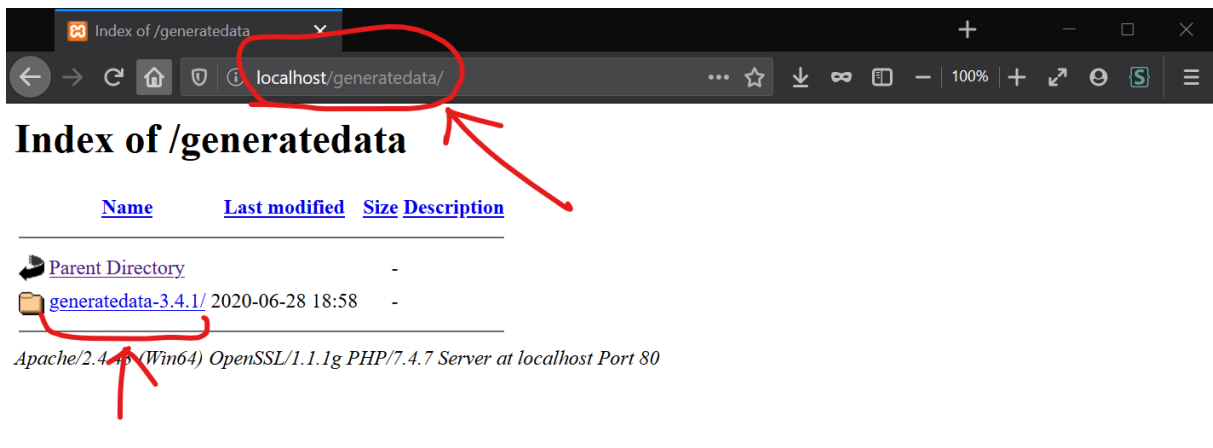 Index of /generatedata
localhost/generatedata/
100%
Index of /generatedata
Name Last modified Size Description
Parent Directory -
generatedata-3.4.1/ 2020-06-28 18:58 -
Apache/2.4.43 (Win64) OpenSSL/1.1.1g PHP/7.4.7 Server at localhost Port 80